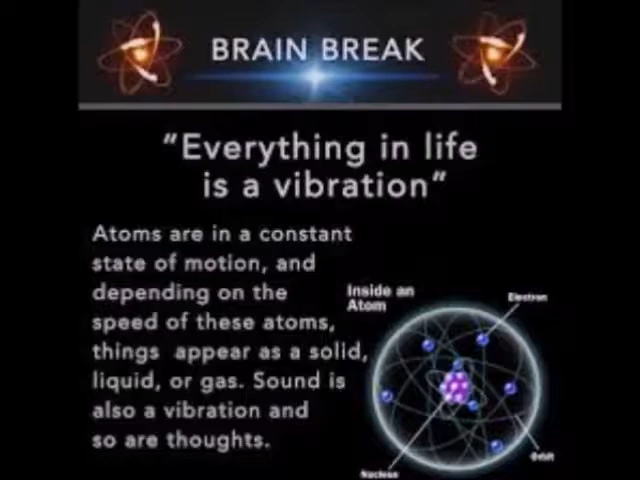 BRAIN BREAK
"Everything in life
is a vibration"
Atoms are in a constant
state of motion, and
depending on the
speed of these atoms,
things appear as a solid,
liquid, or gas. Sound is
also a vibration and
so are thoughts.
Inside an
Atom
Electron
Orbit
Nucleus